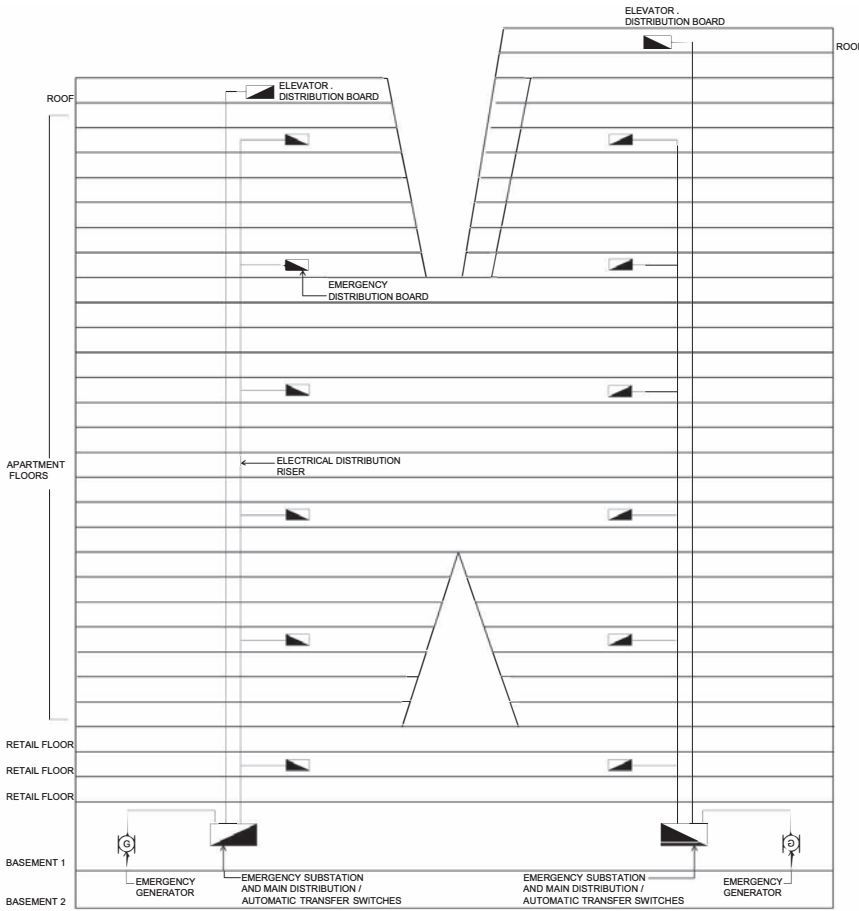 ELEVATOR .
DISTRIBUTION BOARD
ROOF
ELEVATOR .
DISTRIBUTION BOARD
ROOF
EMERGENCY
DISTRIBUTION BOARD
APARTMENT
FLOORS
ELECTRICAL DISTRIBUTION
RISER
RETAIL FLOOR
RETAIL FLOOR
RETAIL FLOOR
G
G
BASEMENT 1
EMERGENCY
GENERATOR
EMERGENCY SUBSTATION
AND MAIN DISTRIBUTION /
AUTOMATIC TRANSFER SWITCHES
EMERGENCY SUBSTATION
AND MAIN DISTRIBUTION /
AUTOMATIC TRANSFER SWITCHES
EMERGENCY
GENERATOR
BASEMENT 2